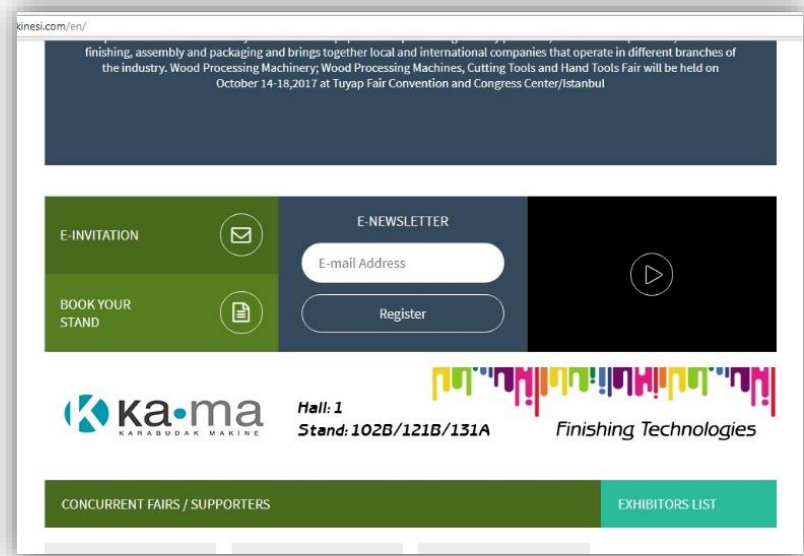 kinesi.com/en/
finishing, assembly and packaging and brings together local and international companies that operate in different branches of
the industry. Wood Processing Machinery; Wood Processing Machines, Cutting Tools and Hand Tools Fair will be held on
October 14-18,2017 at Tuyap Fair Convention and Congress Center/Istanbul
E-INVITATION
BOOK YOUR
STAND
E-NEWSLETTER
E-mail Address
Register
ka•ma
KARABUDAK MAKİNE
Hall: 1
Stand: 102B/121B/131A
Finishing Technologies
CONCURRENT FAIRS / SUPPORTERS
EXHIBITORS LIST